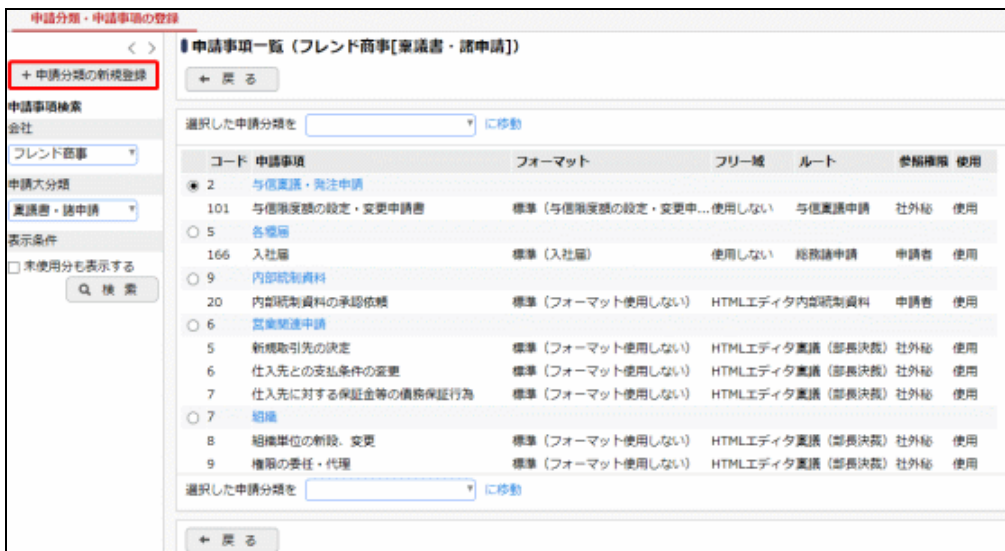 申請分類・申請事項の登録
< >
+ 申請分類の新規登録
申請事項検索
会社
フレンド商事
申請大分類
稟議書・諸申請
表示条件
未使用分も表示する
検 索
申請事項一覧（フレンド商事[稟議書・諸申請]）
← 戻 る
選択した申請分類を に移動
コード 申請事項 フォーマット フリー域 ルート 参照権限 使用
2 与信稟議・発注申請
101 与信限度額の設定・変更申請書 標準（与信限度額の設定・変更申... 使用しない 与信稟議申請 社外秘 使用
5 各種届
166 入社届 標準（入社届） 使用しない 総務諸申請 申請者 使用
9 内部統制資料
20 内部統制資料の承認依頼 標準（フォーマット使用しない） HTMLエディタ 内部統制資料 申請者 使用
6 営業関連申請
5 新規取引先の決定 標準（フォーマット使用しない） HTMLエディタ 稟議（部長決裁） 社外秘 使用
6 仕入先との支払条件の変更 標準（フォーマット使用しない） HTMLエディタ 稟議（部長決裁） 社外秘 使用
7 仕入先に対する保証金等の債務保証行為 標準（フォーマット使用しない） HTMLエディタ 稟議（部長決裁） 社外秘 使用
7 組織
8 組織単位の新設、変更 標準（フォーマット使用しない） HTMLエディタ 稟議（部長決裁） 社外秘 使用
9 権限の委任・代理 標準（フォーマット使用しない） HTMLエディタ 稟議（部長決裁） 社外秘 使用
選択した申請分類を に移動
← 戻 る